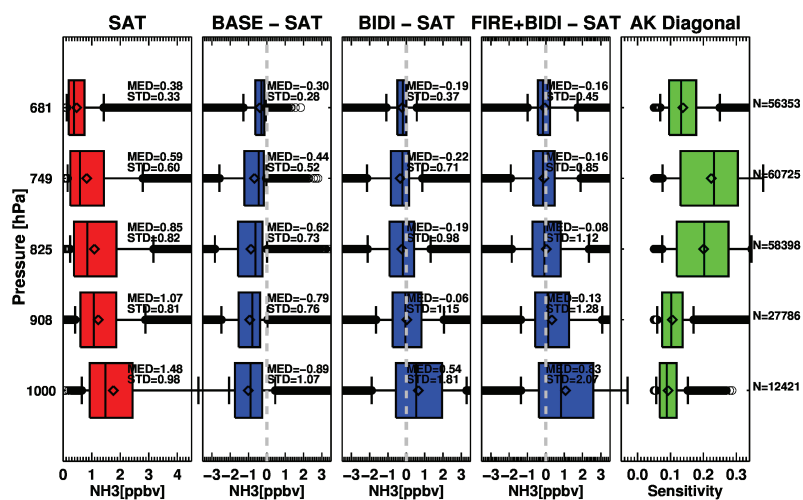 SAT BASE − SAT BIDI − SAT FIRE+BIDI − SAT AK Diagonal
Pressure [hPa]
681 MED=0.38 MED=−0.30 MED=−0.19 MED=−0.16 N=56353
STD=0.33 STD=0.28 STD=0.37 STD=0.45
749 MED=0.59 MED=−0.44 MED=−0.22 MED=−0.16 N=60725
STD=0.60 STD=0.52 STD=0.71 STD=0.85
825 MED=0.85 MED=−0.62 MED=−0.19 MED=−0.08 N=58398
STD=0.82 STD=0.73 STD=0.98 STD=1.12
908 MED=1.07 MED=−0.79 MED=−0.06 MED=0.13 N=27786
STD=0.81 STD=0.76 STD=1.15 STD=1.28
1000 MED=1.48 MED=−0.89 MED=0.54 MED=0.83 N=12421
STD=0.98 STD=1.07 STD=1.81 STD=2.07
0 1 2 3 4 −3 −2 −1 0 1 2 3 −3 −2 −1 0 1 2 3 −3 −2 −1 0 1 2 3 0.0 0.1 0.2 0.3
NH3[ppbv] NH3[ppbv] NH3[ppbv] NH3[ppbv] Sensitivity